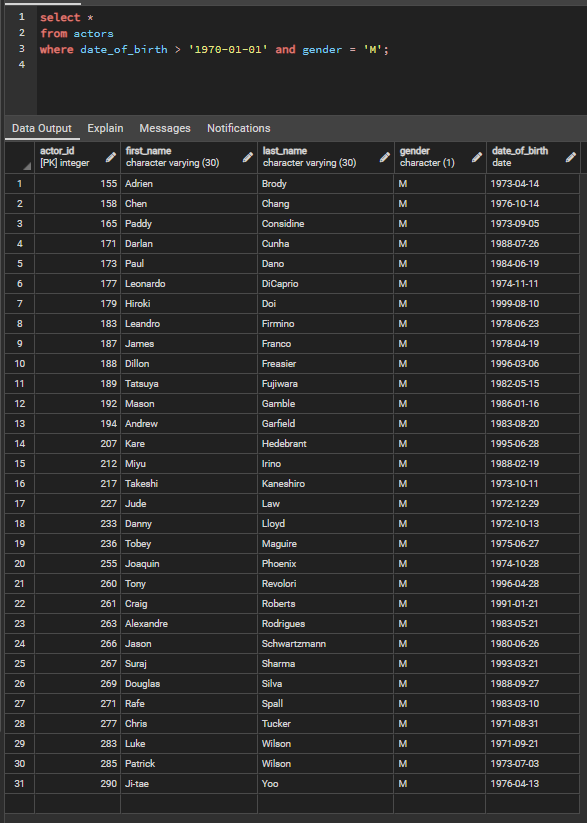 1 select *
2 from actors
3 where date_of_birth > '1970-01-01' and gender = 'M';
4
Data Output Explain Messages Notifications
actor_id first_name last_name gender date_of_birth
[PK] integer character varying (30) character varying (30) character (1) date
1 155 Adrien Brody M 1973-04-14
2 158 Chen Chang M 1976-10-14
3 165 Paddy Considine M 1973-09-05
4 171 Darlan Cunha M 1988-07-26
5 173 Paul Dano M 1984-06-19
6 177 Leonardo DiCaprio M 1974-11-11
7 179 Hiroki Doi M 1999-08-10
8 183 Leandro Firmino M 1978-06-23
9 187 James Franco M 1978-04-19
10 188 Dillon Freasier M 1996-03-06
11 189 Tatsuya Fujiwara M 1982-05-15
12 192 Mason Gamble M 1986-01-16
13 194 Andrew Garfield M 1983-08-20
14 207 Kare Hedebrant M 1995-06-28
15 212 Miyu Irino M 1988-02-19
16 217 Takeshi Kaneshiro M 1973-10-11
17 227 Jude Law M 1972-12-29
18 233 Danny Lloyd M 1972-10-13
19 236 Tobey Maguire M 1975-06-27
20 255 Joaquin Phoenix M 1974-10-28
21 260 Tony Revolori M 1996-04-28
22 261 Craig Roberts M 1991-01-21
23 263 Alexandre Rodrigues M 1983-05-21
24 266 Jason Schwartzmann M 1980-06-26
25 267 Suraj Sharma M 1993-03-21
26 269 Douglas Silva M 1988-09-27
27 271 Rafe Spall M 1983-03-10
28 277 Chris Tucker M 1971-08-31
29 283 Luke Wilson M 1971-09-21
30 285 Patrick Wilson M 1973-07-03
31 290 Ji-tae Yoo M 1976-04-13